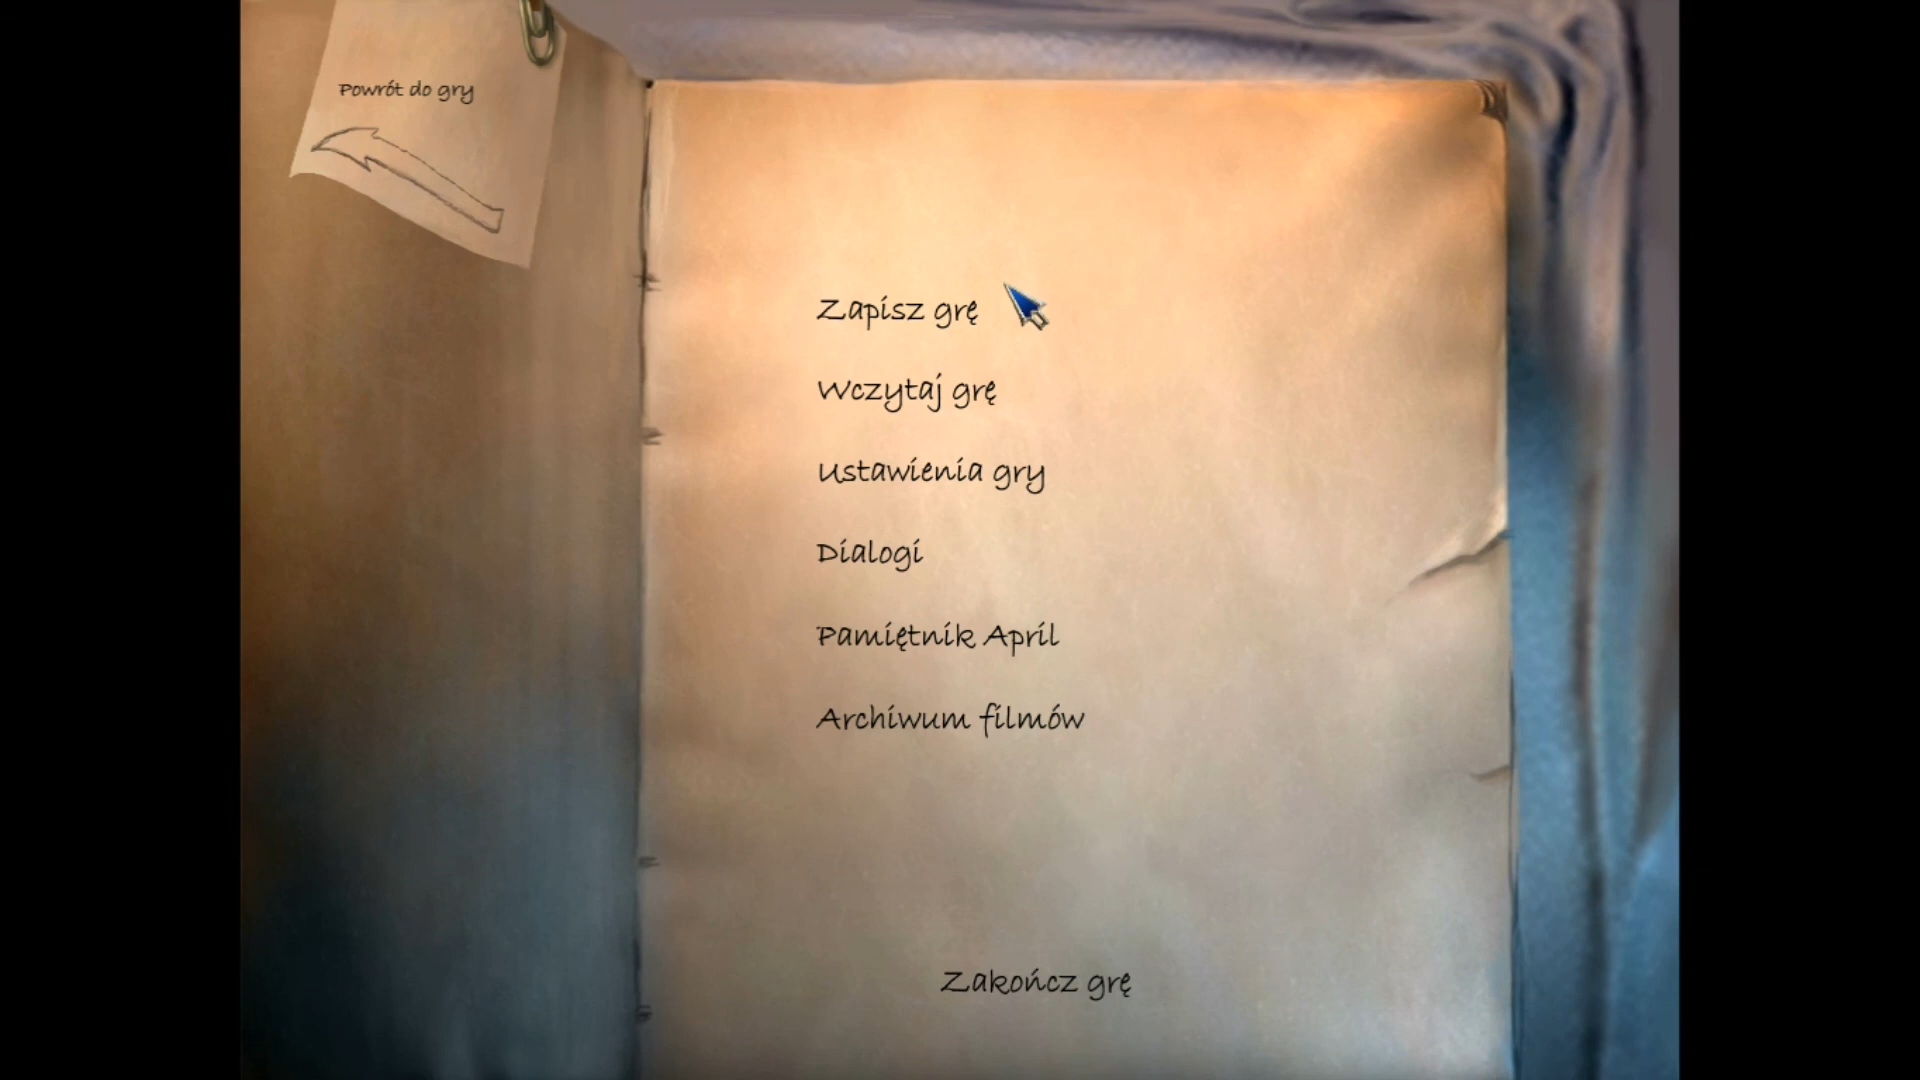 Powrót do gry
Zapisz grę
Wczytaj grę
Ustawienia gry
Dialogi
Pamiętnik April
Archiwum filmów
Zakończ grę